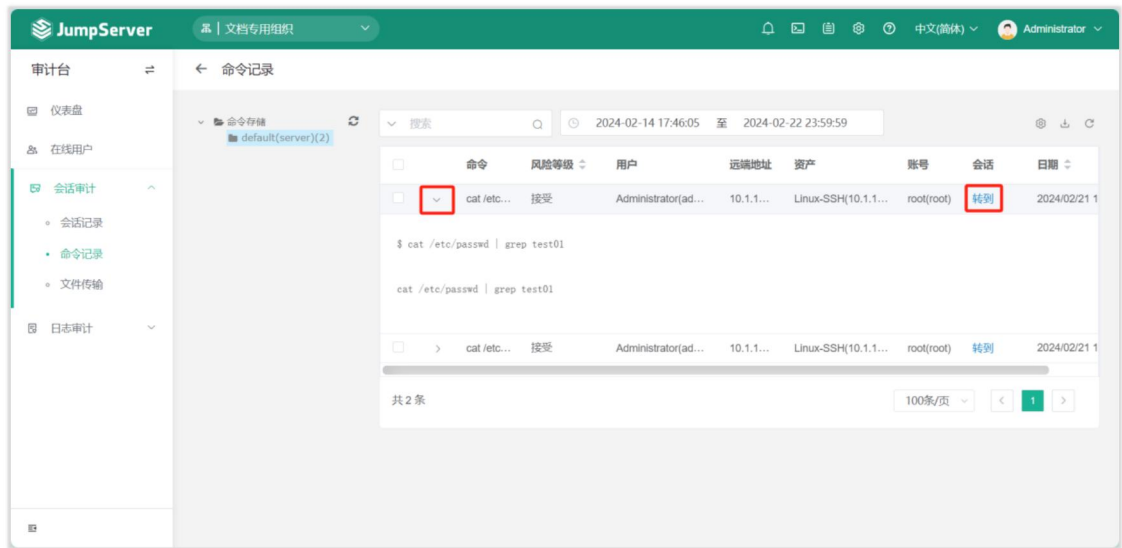 JumpServer
文档专用组织
中文(简体)
Administrator
审计台
命令记录
仪表盘
在线用户
会话审计
会话记录
命令记录
文件传输
日志审计
命令存储
default(server)(2)
搜索
2024-02-14 17:46:05 至 2024-02-22 23:59:59
命令 风险等级 用户 远端地址 资产 账号 会话 日期
cat /etc... 接受 Administrator(ad... 10.1.1... Linux-SSH(10.1.1... root(root) 转到 2024/02/21 1
$ cat /etc/passwd | grep test01
cat /etc/passwd | grep test01
cat /etc... 接受 Administrator(ad... 10.1.1... Linux-SSH(10.1.1... root(root) 转到 2024/02/21 1
共 2 条
100条/页
1